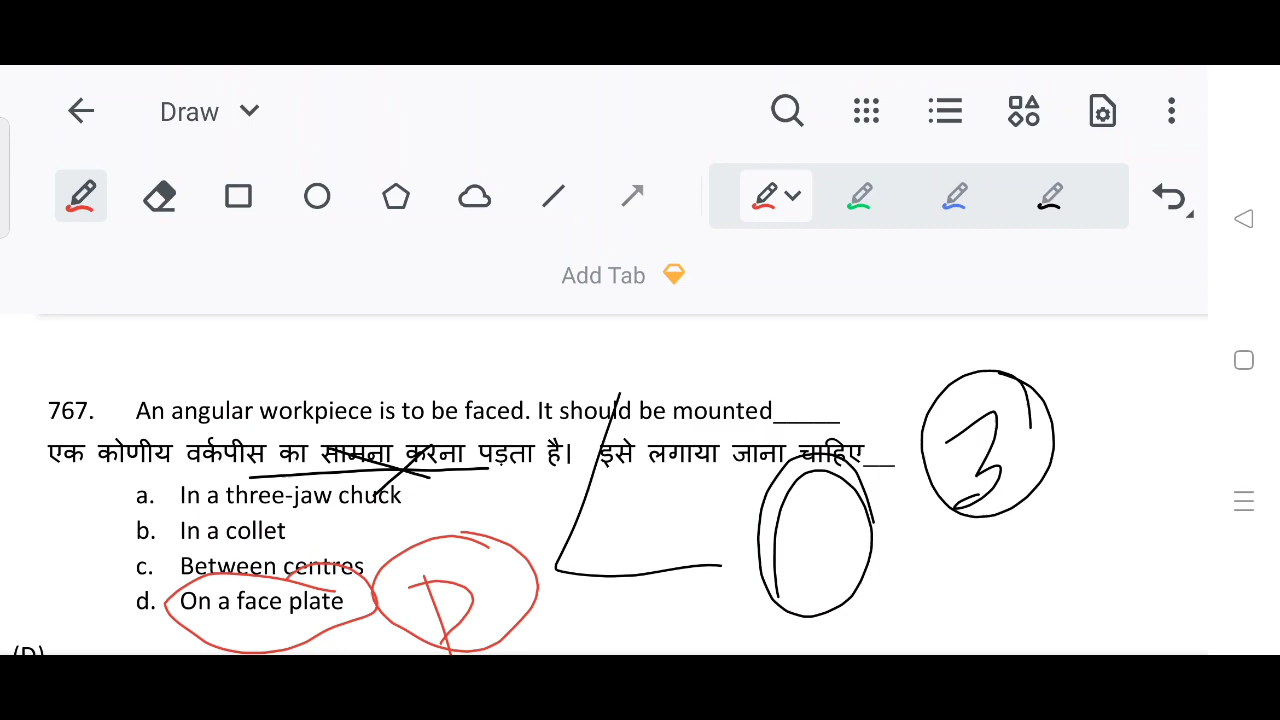 Draw
Add Tab
767. An angular workpiece is to be faced. It should be mounted_____
एक कोणीय वर्कपीस का सामना करना पड़ता है। इसे लगाया जाना चाहिए__
a. In a three-jaw chuck
b. In a collet
c. Between centres
d. On a face plate
D
3